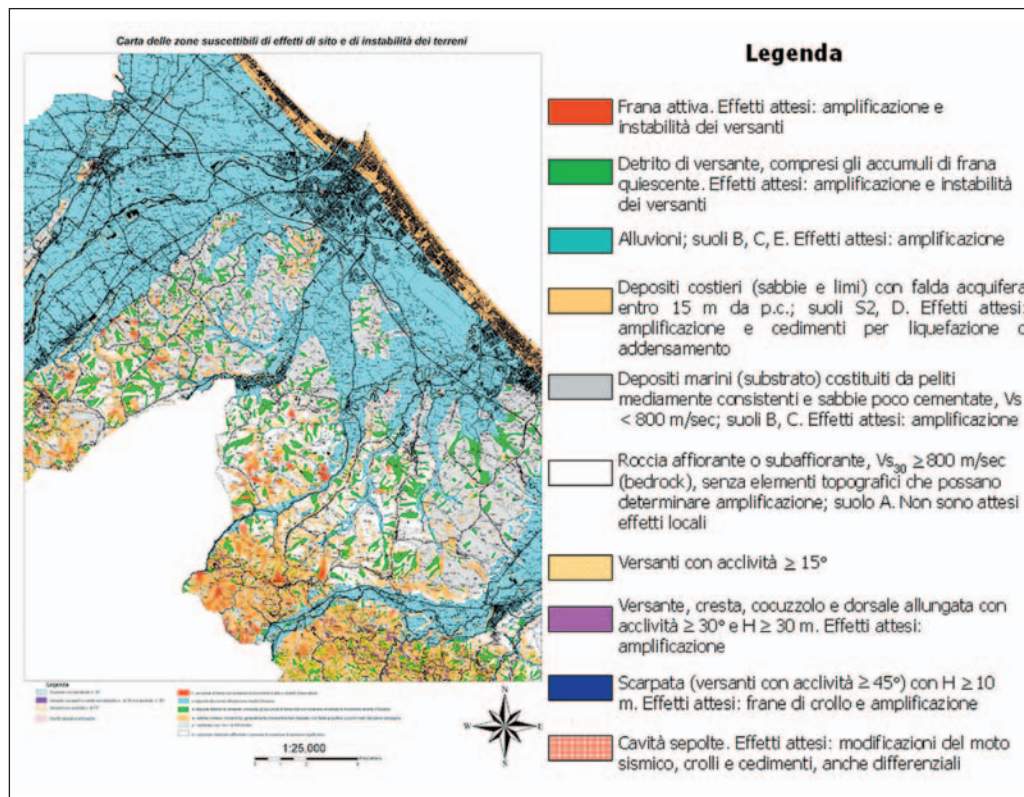 Carta delle zone suscettibili di effetti di sito e di instabilità dei terreni
Legenda
Frana attiva. Effetti attesi: amplificazione e
instabilità dei versanti
Detrito di versante, compresi gli accumuli di frana
quiescente. Effetti attesi: amplificazione e instabilità
dei versanti
Alluvioni; suoli B, C, E. Effetti attesi: amplificazione
Depositi costieri (sabbie e limi) con falda acquifera
entro 15 m da p.c.; suoli S2, D. Effetti attesi:
amplificazione e cedimenti per liquefazione o
addensamento
Depositi marini (substrato) costituiti da peliti
mediamente consistenti e sabbie poco cementate, Vs
< 800 m/sec; suoli B, C. Effetti attesi: amplificazione
Roccia affiorante o subaffiorante, Vs30 ≥800 m/sec
(bedrock), senza elementi topografici che possano
determinare amplificazione; suolo A. Non sono attesi
effetti locali
Versanti con acclività ≥ 15°
Versante, cresta, cocuzzolo e dorsale allungata con
acclività ≥ 30° e H ≥ 30 m. Effetti attesi:
amplificazione
Scarpata (versanti con acclività ≥ 45°) con H ≥ 10
m. Effetti attesi: frane di crollo e amplificazione
Cavità sepolte. Effetti attesi: modificazioni del moto
sismico, crolli e cedimenti, anche differenziali
Legenda
1:25,000
N
W
E
S